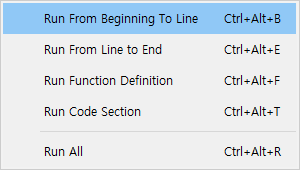 Run From Beginning To Line Ctrl+Alt+B
Run From Line to End Ctrl+Alt+E
Run Function Definition Ctrl+Alt+F
Run Code Section Ctrl+Alt+T
Run All Ctrl+Alt+R